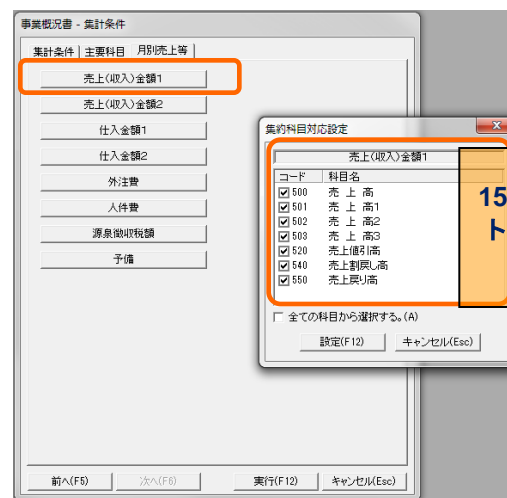 事業概況書 - 集計条件
集計条件 主要科目 月別売上等
売上(収入)金額1
売上(収入)金額2
仕入金額1
仕入金額2
外注費
人件費
源泉徴収税額
予備
前へ(F5) 次へ(F6) 実行(F12) キャンセル(Esc)
集約科目対応設定
売上(収入)金額1
コード 科目名
500 売 上 高
501 売 上 高1
502 売 上 高2
503 売 上 高3
520 売上値引高
540 売上割戻し高
550 売上戻り高
全ての科目から選択する。(A)
設定(F12) キャンセル(Esc)
15
ト